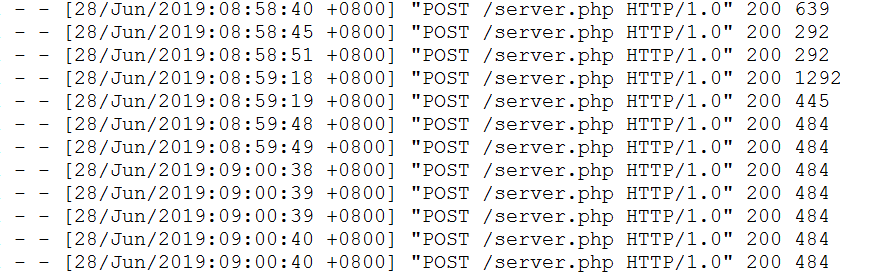 - - [28/Jun/2019:08:58:40 +0800] "POST /server.php HTTP/1.0" 200 639
- - [28/Jun/2019:08:58:45 +0800] "POST /server.php HTTP/1.0" 200 292
- - [28/Jun/2019:08:58:51 +0800] "POST /server.php HTTP/1.0" 200 292
- - [28/Jun/2019:08:59:18 +0800] "POST /server.php HTTP/1.0" 200 1292
- - [28/Jun/2019:08:59:19 +0800] "POST /server.php HTTP/1.0" 200 445
- - [28/Jun/2019:08:59:48 +0800] "POST /server.php HTTP/1.0" 200 484
- - [28/Jun/2019:08:59:49 +0800] "POST /server.php HTTP/1.0" 200 484
- - [28/Jun/2019:09:00:38 +0800] "POST /server.php HTTP/1.0" 200 484
- - [28/Jun/2019:09:00:39 +0800] "POST /server.php HTTP/1.0" 200 484
- - [28/Jun/2019:09:00:39 +0800] "POST /server.php HTTP/1.0" 200 484
- - [28/Jun/2019:09:00:40 +0800] "POST /server.php HTTP/1.0" 200 484
- - [28/Jun/2019:09:00:40 +0800] "POST /server.php HTTP/1.0" 200 484